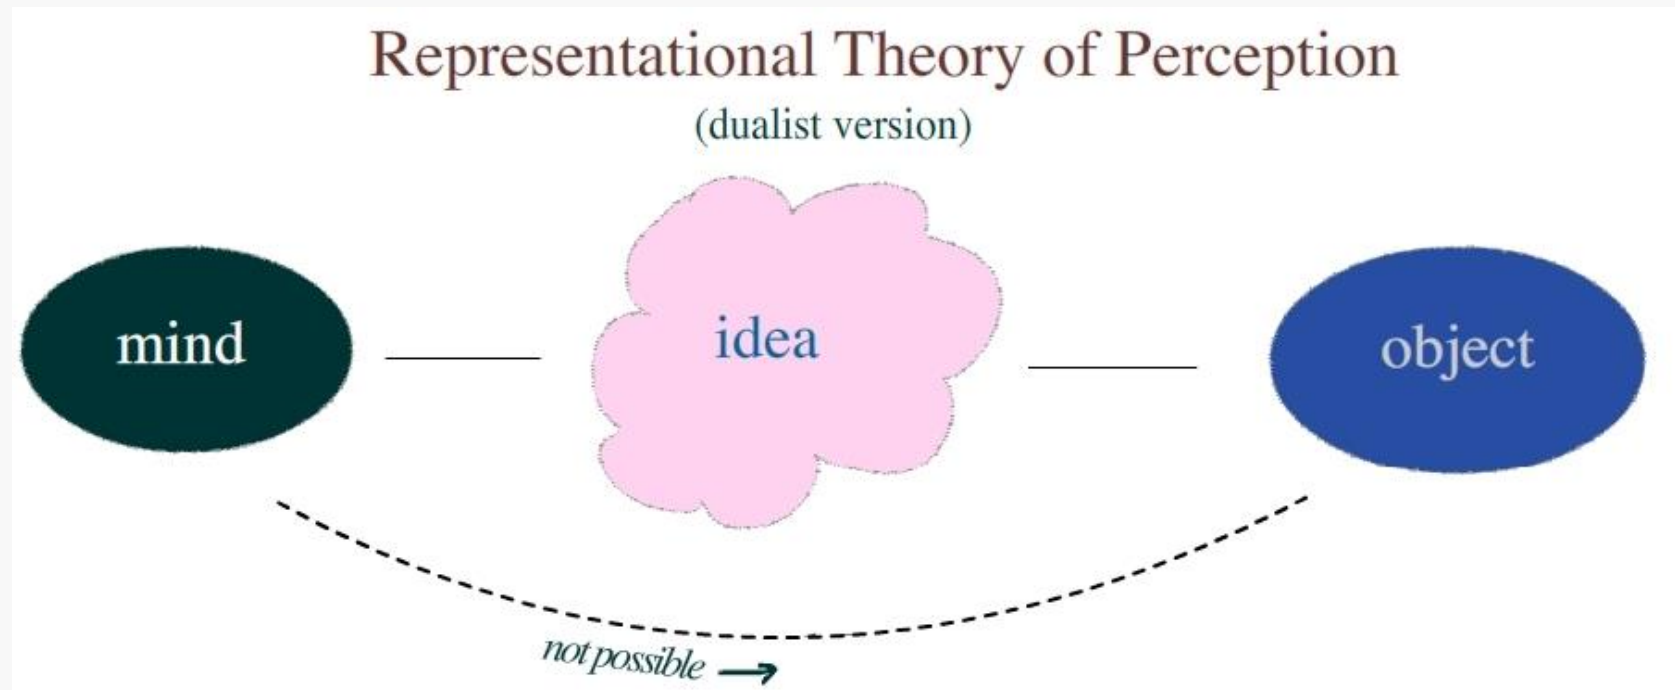 Representational Theory of Perception
(dualist version)
mind
idea
object
not possible